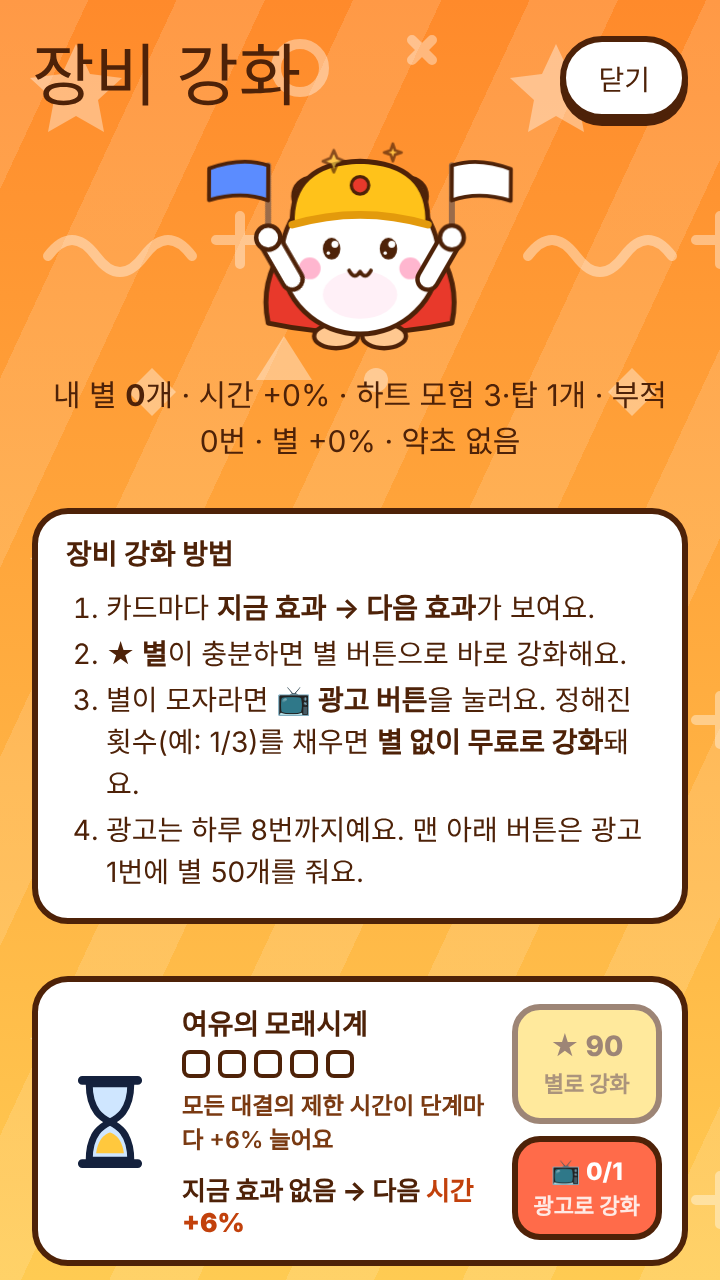 장비 강화
닫기
내 별 0개 · 시간 +0% · 하트 모험 3·탑 1개 · 부적
0번 · 별 +0% · 약초 없음
장비 강화 방법
1. 카드마다 지금 효과 → 다음 효과가 보여요.
2. ★ 별이 충분하면 별 버튼으로 바로 강화해요.
3. 별이 모자라면 📺 광고 버튼을 눌러요. 정해진
횟수(예: 1/3)를 채우면 별 없이 무료로 강화돼
요.
4. 광고는 하루 8번까지예요. 맨 아래 버튼은 광고
1번에 별 50개를 줘요.
여유의 모래시계
모든 대결의 제한 시간이 단계마
다 +6% 늘어요
지금 효과 없음 → 다음 시간
+6%
★ 90
별로 강화
📺 0/1
광고로 강화